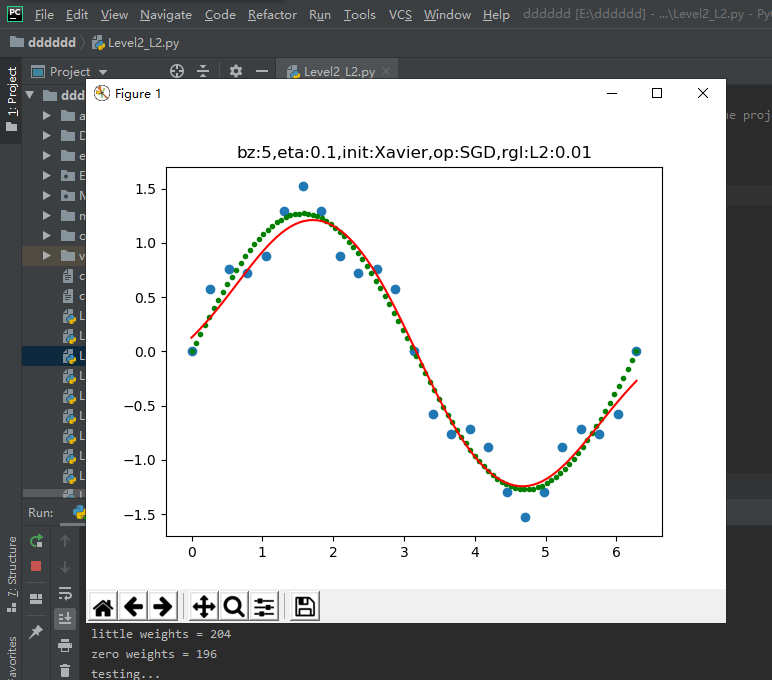 PC File Edit View Navigate Code Refactor Run Tools VCS Window Help dddddd [E:\dddddd] - ...\Level2_L2.py - PyC
dddddd Level2_L2.py
1: Project
Project Level2_L2.py
ddd
Figure 1
a
e proj
D
e
E
bz:5,eta:0.1,init:Xavier,op:SGD,rgl:L2:0.01
M
n
c
v
c
c
L
L
L
L
L
L
L
L
L
1.5
1.0
0.5
0.0
−0.5
−1.0
−1.5
0 1 2 3 4 5 6
Run:
Z: Structure
avorites
little weights = 204
zero weights = 196
testing...